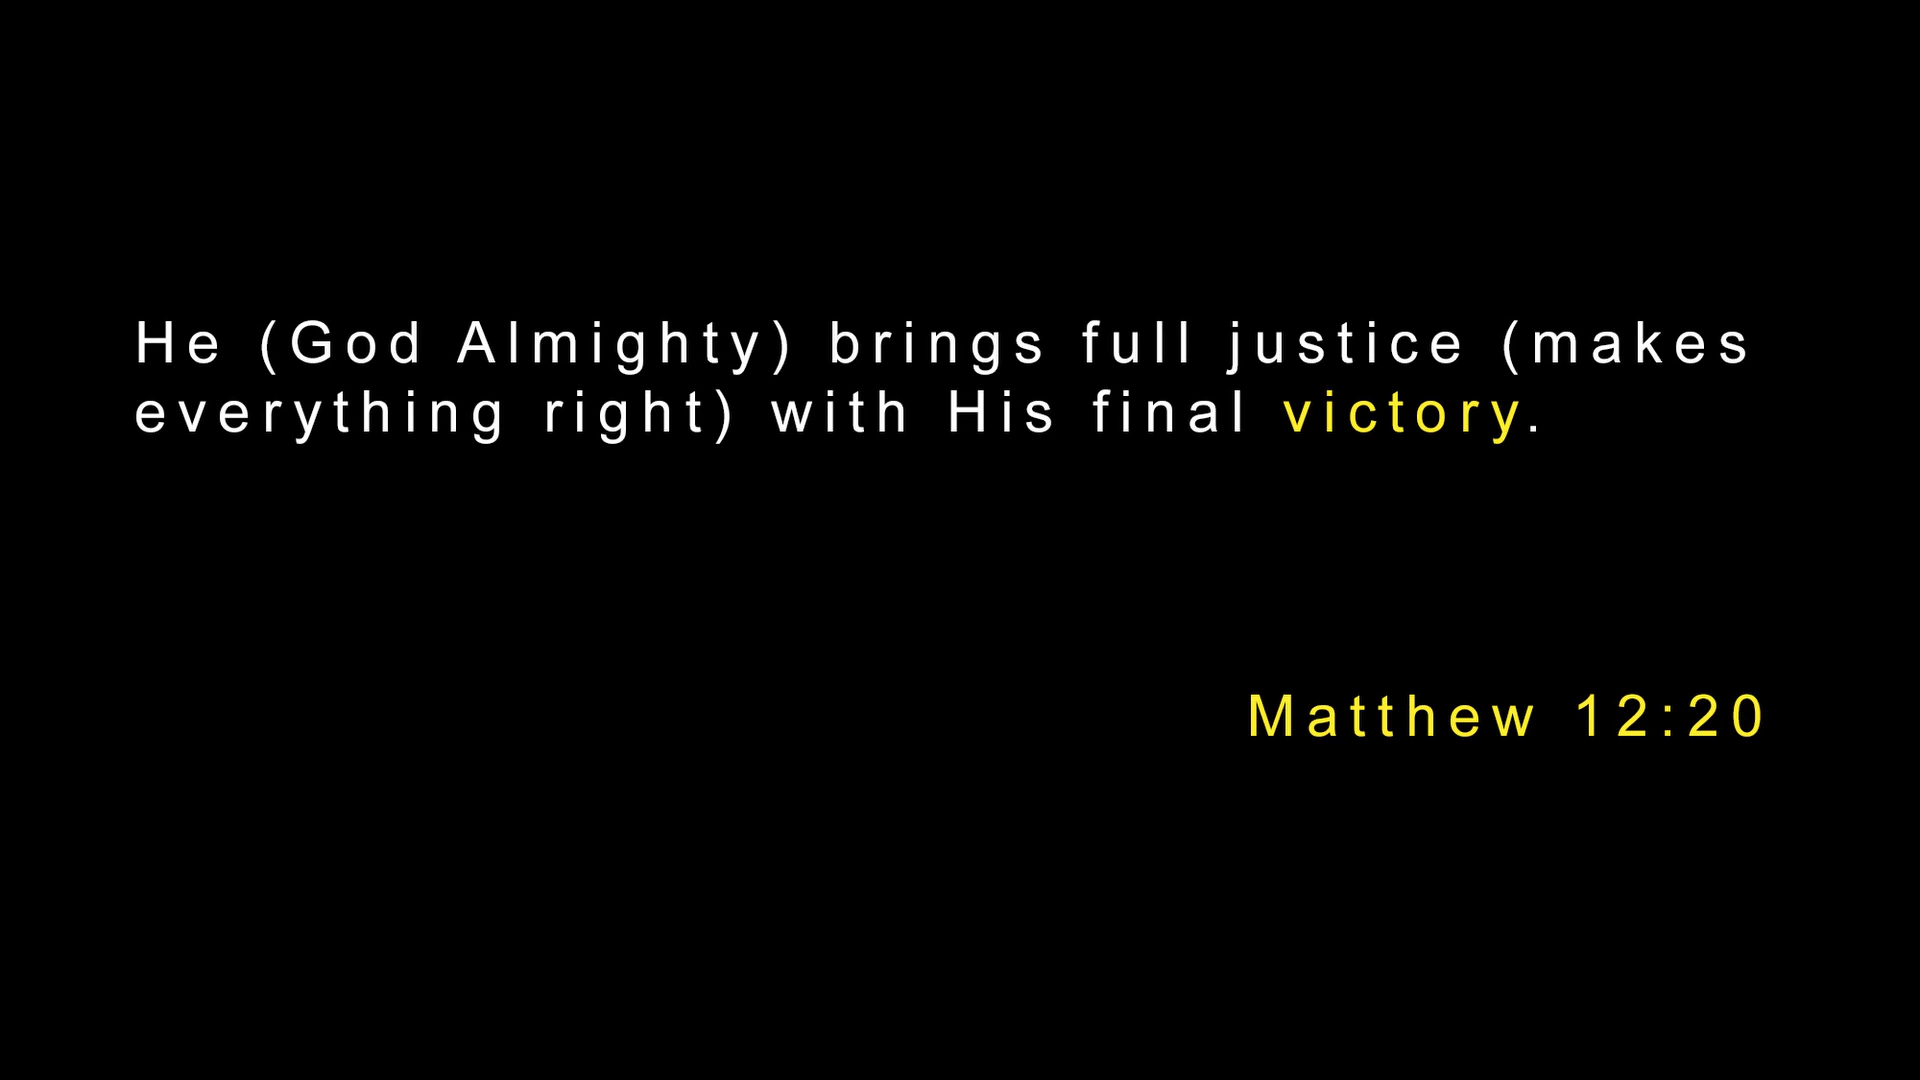 He (God Almighty) brings full justice (makes
everything right) with His final victory.
Matthew 12:20